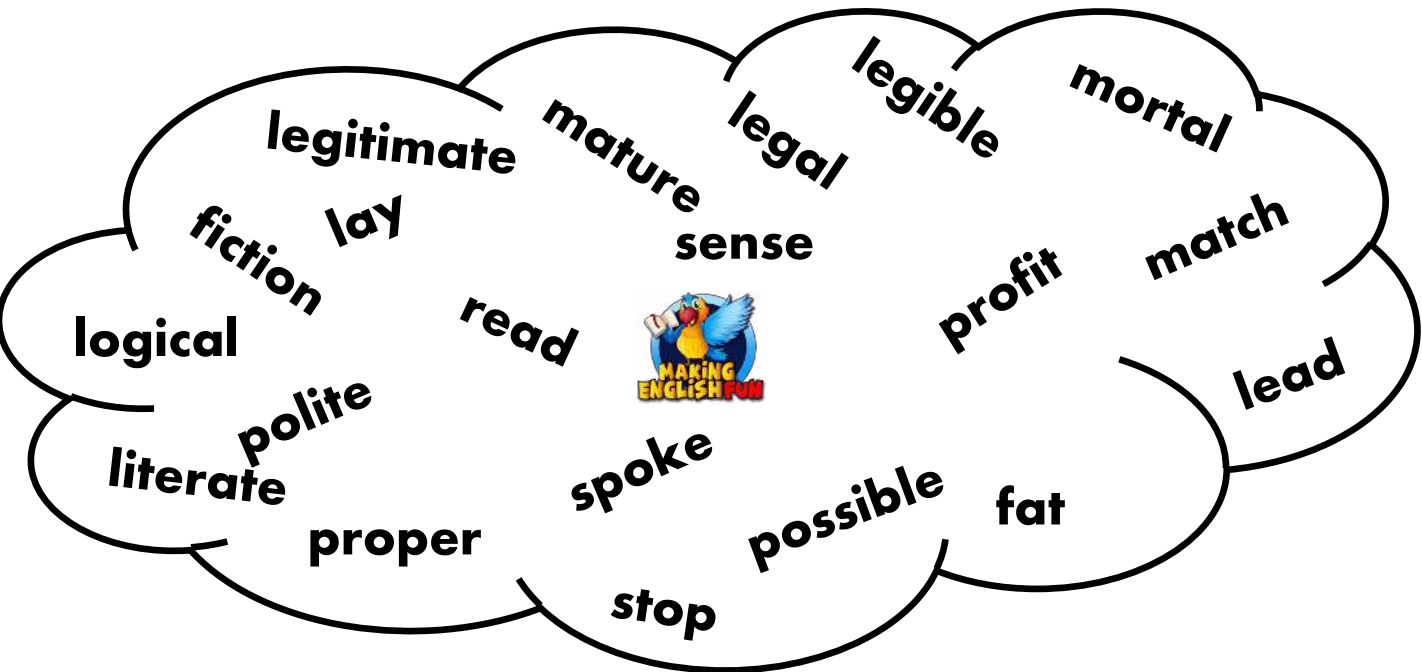 legible
mortal
legitimate
mature
legal
lay
fiction
sense
match
profit
read
logical
MAKING
ENGLISH FUN
lead
polite
literate
spoke
possible
fat
proper
stop